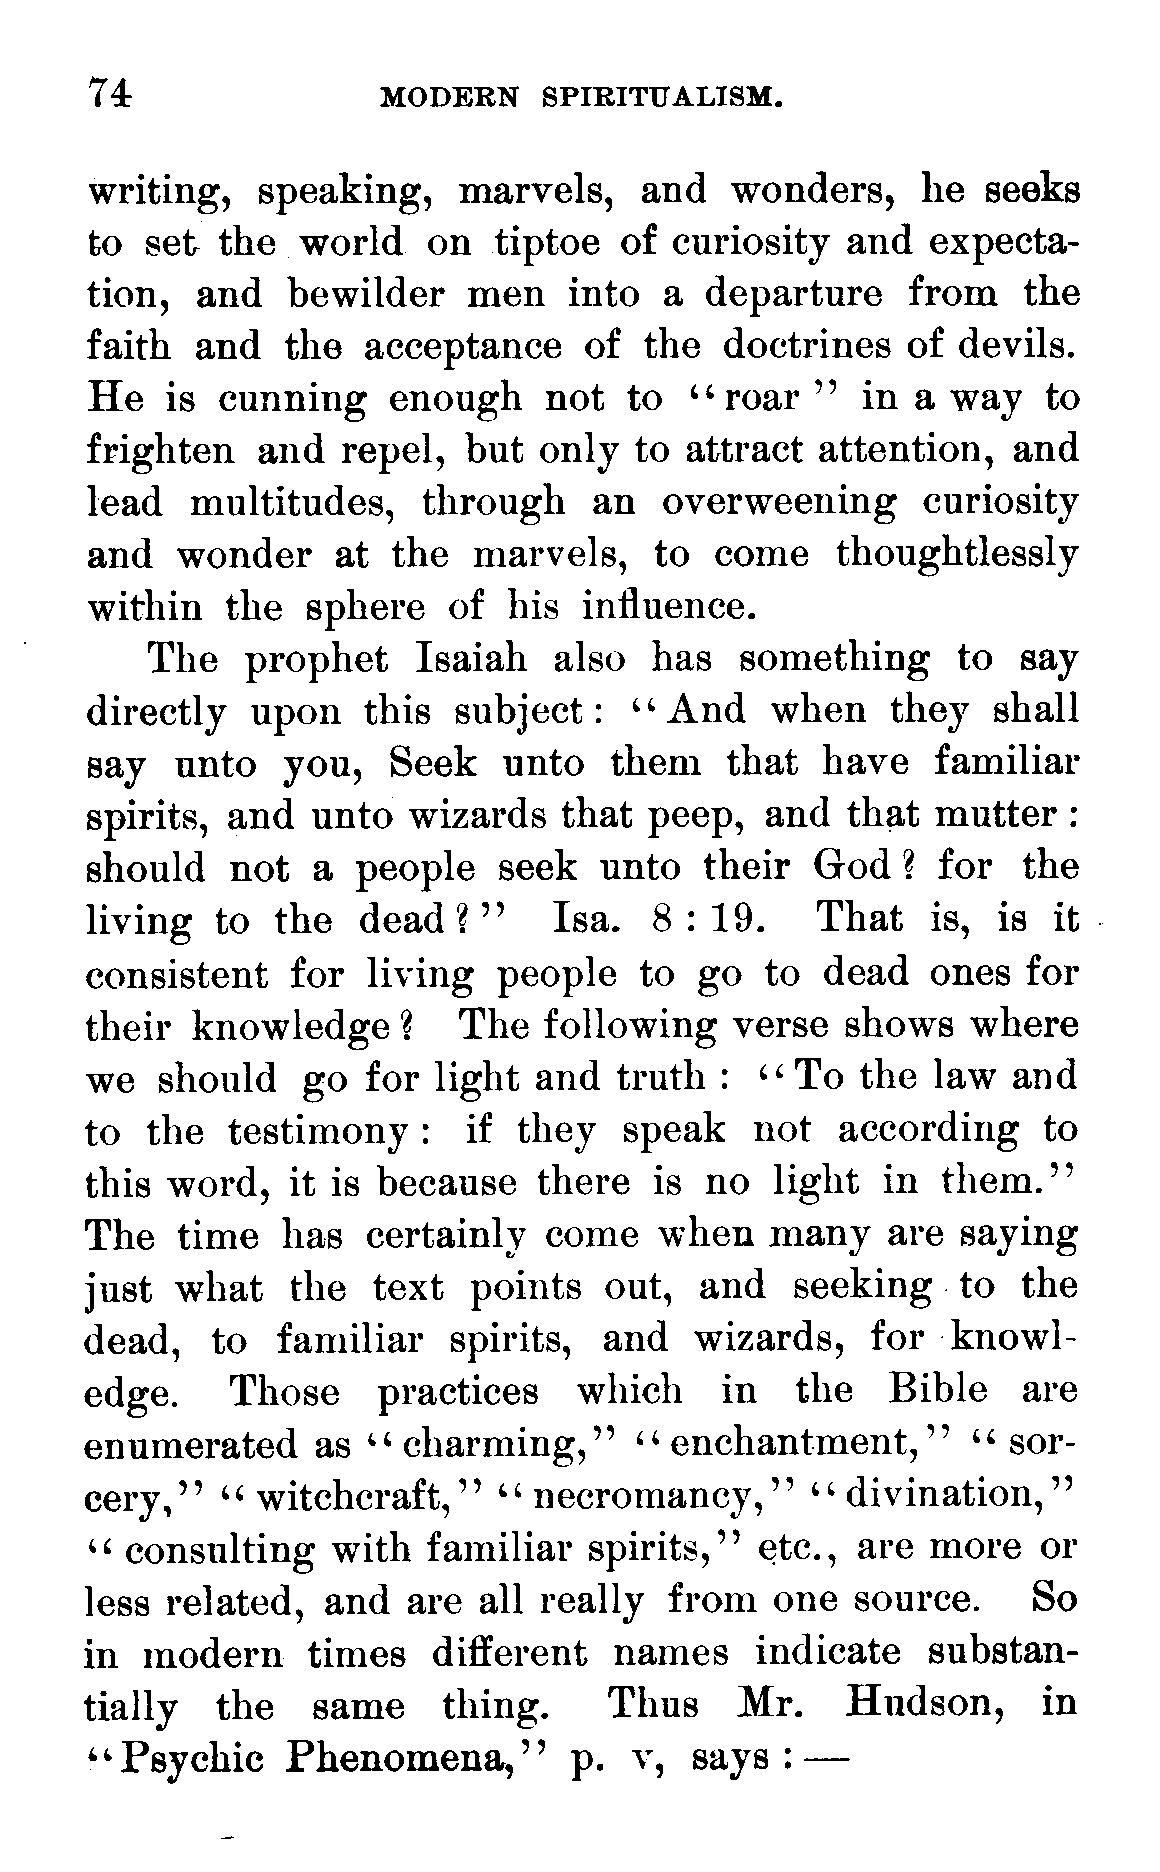 74 MODERN SPIRITUALISM.
writing, speaking, marvels, and wonders, he seeks
to set the world on tiptoe of curiosity and expecta-
tion, and bewilder men into a departure from the
faith and the acceptance of the doctrines of devils.
He is cunning enough not to “roar” in a way to
frighten and repel, but only to attract attention, and
lead multitudes, through an overweening curiosity
and wonder at the marvels, to come thoughtlessly
within the sphere of his influence.
The prophet Isaiah also has something to say
directly upon this subject: “And when they shall
say unto you, Seek unto them that have familiar
spirits, and unto wizards that peep, and that mutter:
should not a people seek unto their God? for the
living to the dead?” Isa. 8:19. That is, is it
consistent for living people to go to dead ones for
their knowledge? The following verse shows where
we should go for light and truth: “To the law and
to the testimony: if they speak not according to
this word, it is because there is no light in them.”
The time has certainly come when many are saying
just what the text points out, and seeking to the
dead, to familiar spirits, and wizards, for knowl-
edge. Those practices which in the Bible are
enumerated as “charming,” “enchantment,” “sor-
cery,” “witchcraft,” “necromancy,” “divination,”
“consulting with familiar spirits,” etc., are more or
less related, and are all really from one source. So
in modern times different names indicate substan-
tially the same thing. Thus Mr. Hudson, in
“Psychic Phenomena,” p. v, says:—